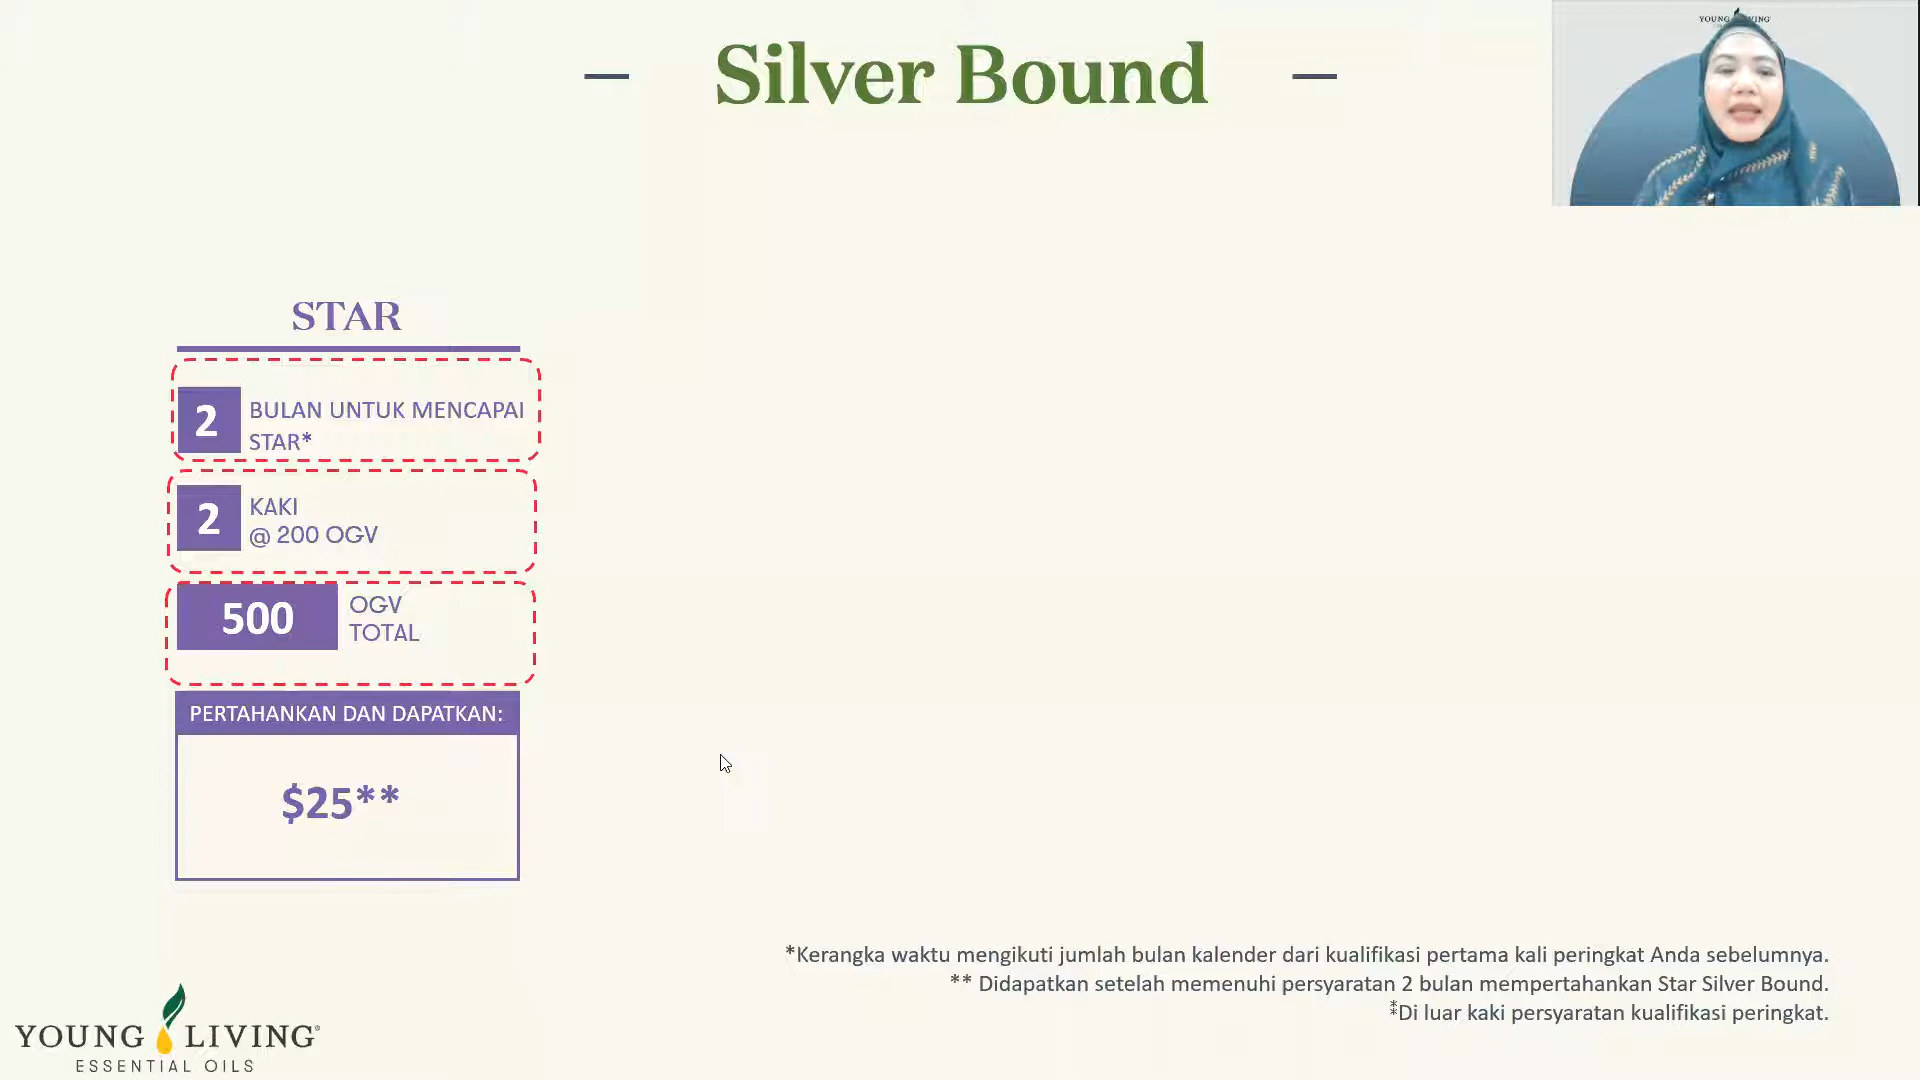 Silver Bound
YOUNG LIVING
STAR
2 BULAN UNTUK MENCAPAI
STAR*
2 KAKI
@ 200 OGV
500 OGV
TOTAL
PERTAHANKAN DAN DAPATKAN:
$25**
*Kerangka waktu mengikuti jumlah bulan kalender dari kualifikasi pertama kali peringkat Anda sebelumnya.
** Didapatkan setelah memenuhi persyaratan 2 bulan mempertahankan Star Silver Bound.
⁑Di luar kaki persyaratan kualifikasi peringkat.
YOUNG LIVING®
ESSENTIAL OILS